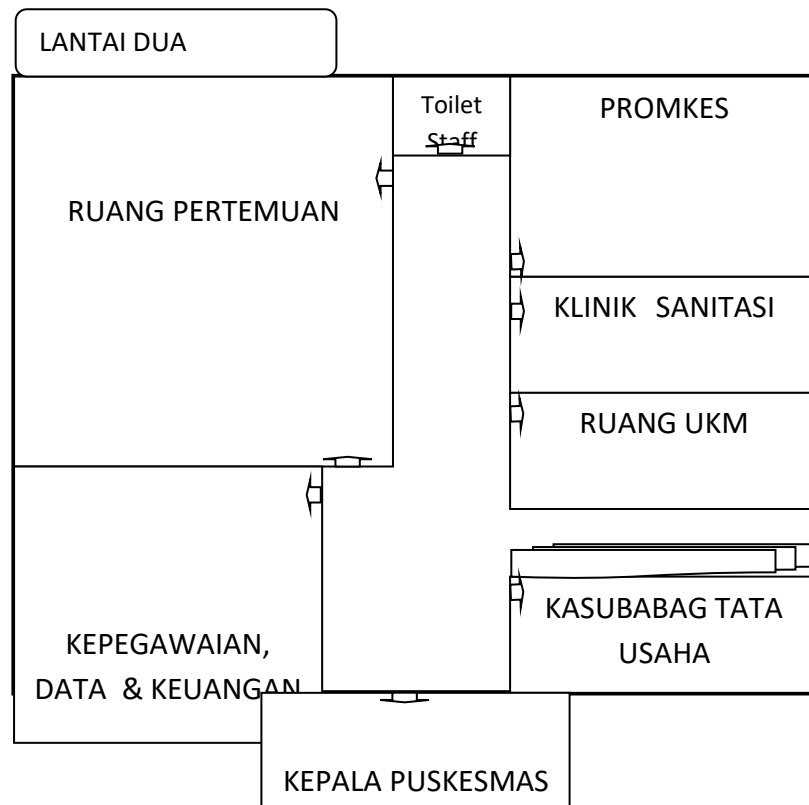 LANTAI DUA
Toilet
Staff
PROMKES
RUANG PERTEMUAN
KLINIK SANITASI
RUANG UKM
KASUBABAG TATA
USAHA
KEPEGAWAIAN,
DATA & KEUANGAN
KEPALA PUSKESMAS